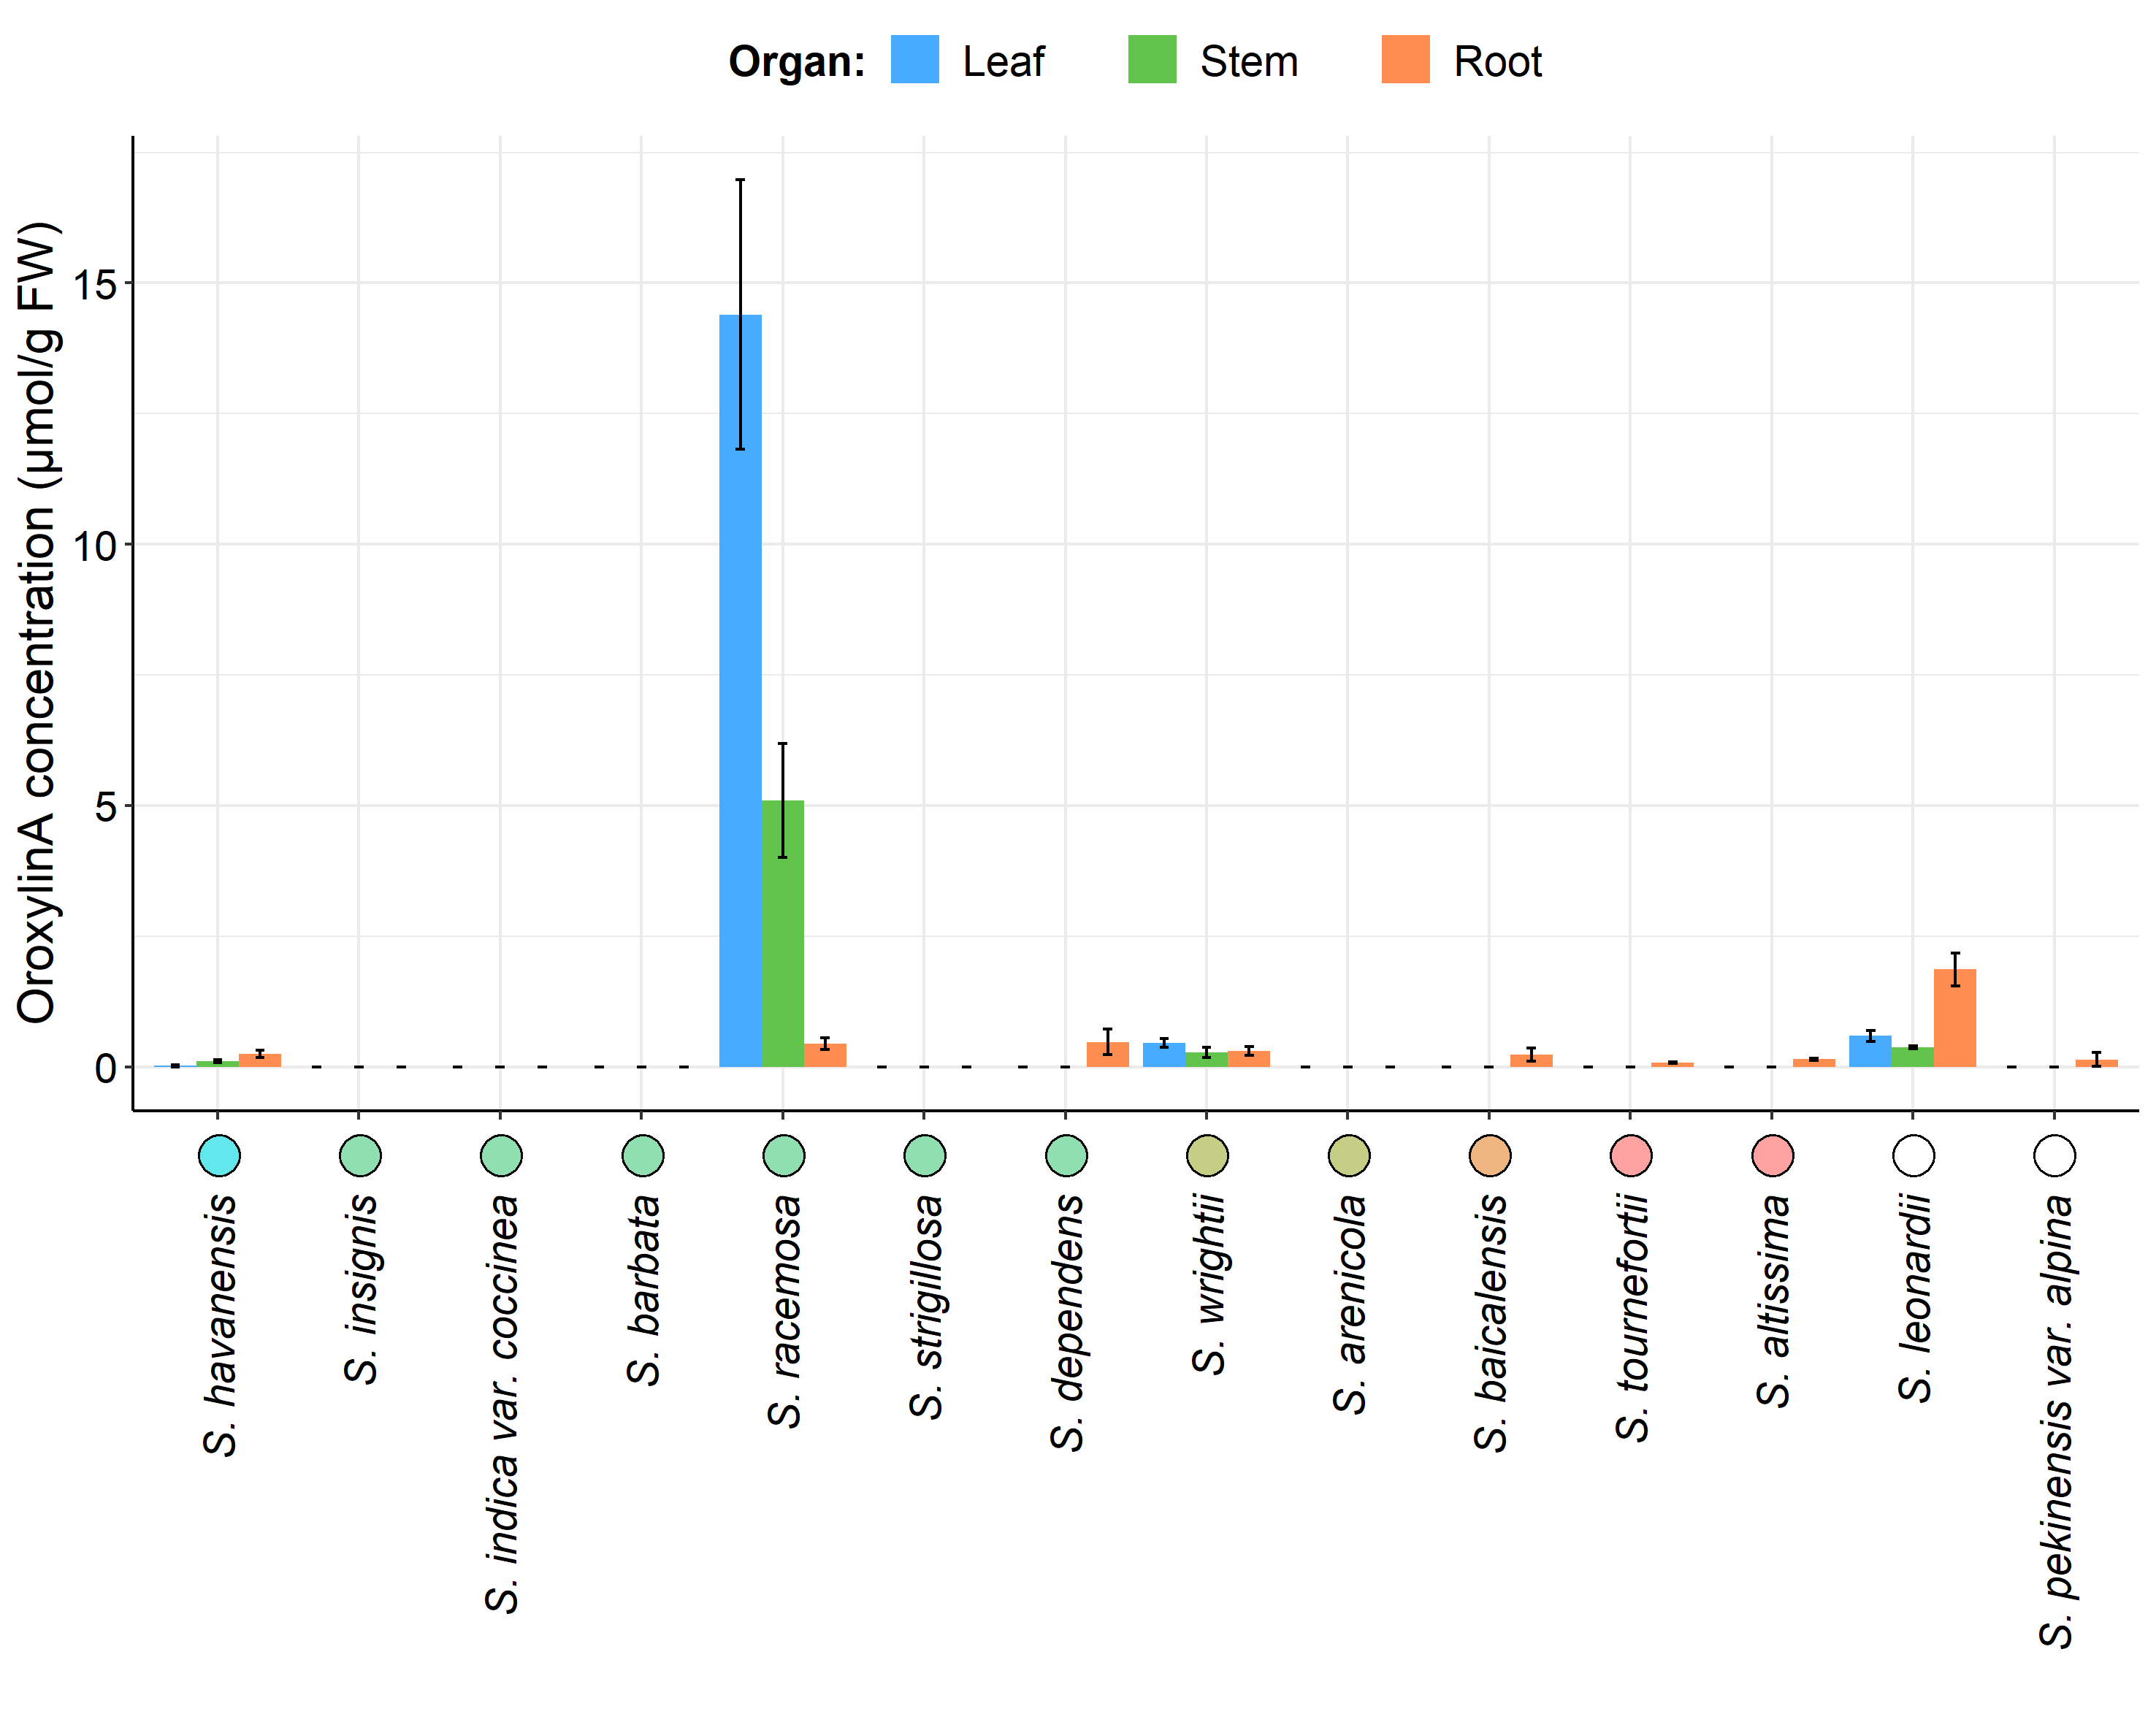 Organ: Leaf Stem Root
OroxylinA concentration (µmol/g FW)
15
10
5
0
S. havanensis
S. insignis
S. indica var. coccinea
S. barbata
S. racemosa
S. strigillosa
S. dependens
S. wrightii
S. arenicola
S. baicalensis
S. tournefortii
S. altissima
S. leonardii
S. pekinensis var. alpina